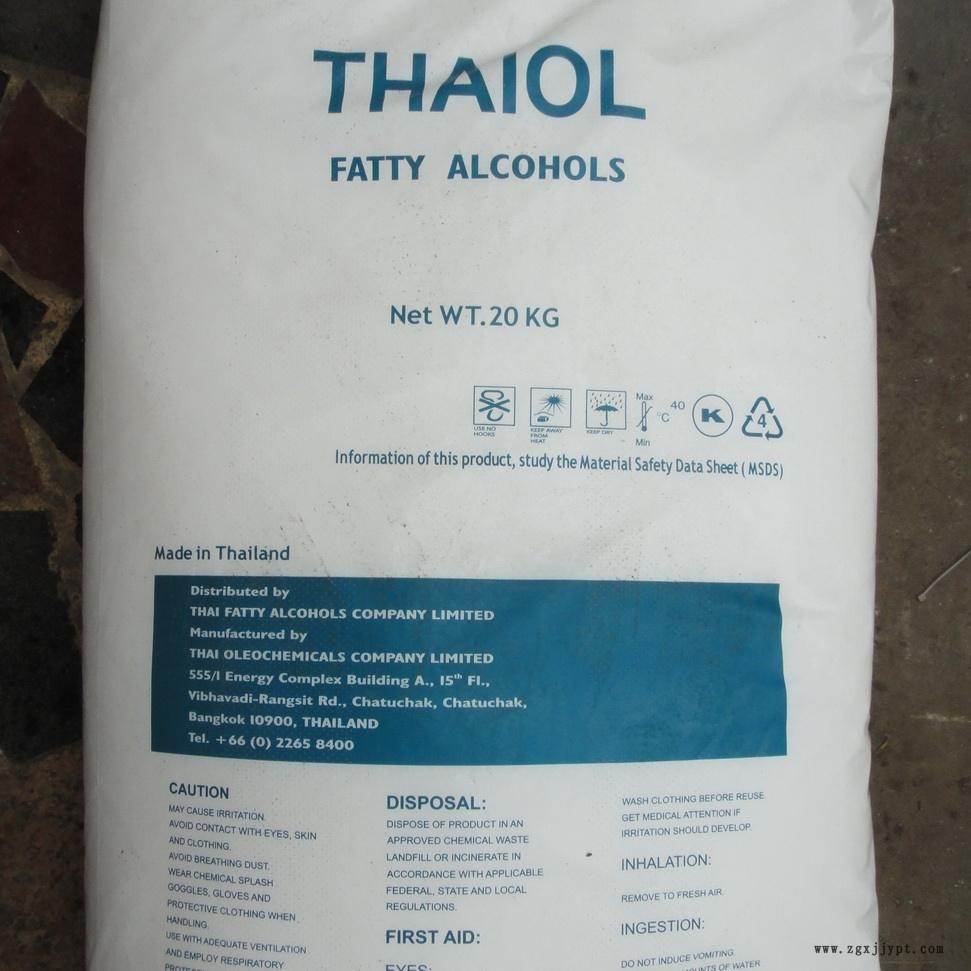 THAIOL
FATTY ALCOHOLS
Net WT.20 KG
USE NO
HOOKS
KEEP AWAY
FROM
HEAT
KEEP DRY
Max
°C 40
Min
K
4
Information of this product, study the Material Safety Data Sheet ( MSDS)
Made in Thailand
Distributed by
THAI FATTY ALCOHOLS COMPANY LIMITED
Manufactured by
THAI OLEOCHEMICALS COMPANY LIMITED
555/1 Energy Complex Building A., 15th Fl.,
Vibhavadi-Rangsit Rd., Chatuchak, Chatuchak,
Bangkok 10900, THAILAND
Tel. +66 (0) 2265 8400
CAUTION
MAY CAUSE IRRITATION.
AVOID CONTACT WITH EYES, SKIN
AND CLOTHING.
AVOID BREATHING DUST.
WEAR CHEMICAL SPLASH
GOGGLES, GLOVES AND
PROTECTIVE CLOTHING WHEN
HANDLING.
USE WITH ADEQUATE VENTILATION
AND EMPLOY RESPIRATORY
DISPOSAL:
DISPOSE OF PRODUCT IN AN
APPROVED CHEMICAL WASTE
LANDFILL OR INCINERATE IN
ACCORDANCE WITH APPLICABLE
FEDERAL, STATE AND LOCAL
REGULATIONS.
FIRST AID:
EYES:
WASH CLOTHING BEFORE REUSE.
GET MEDICAL ATTENTION IF
IRRITATION SHOULD DEVELOP.
INHALATION:
REMOVE TO FRESH AIR.
INGESTION:
DO NOT INDUCE VOMITING.
OF WATER
www.zgxjjypt.com